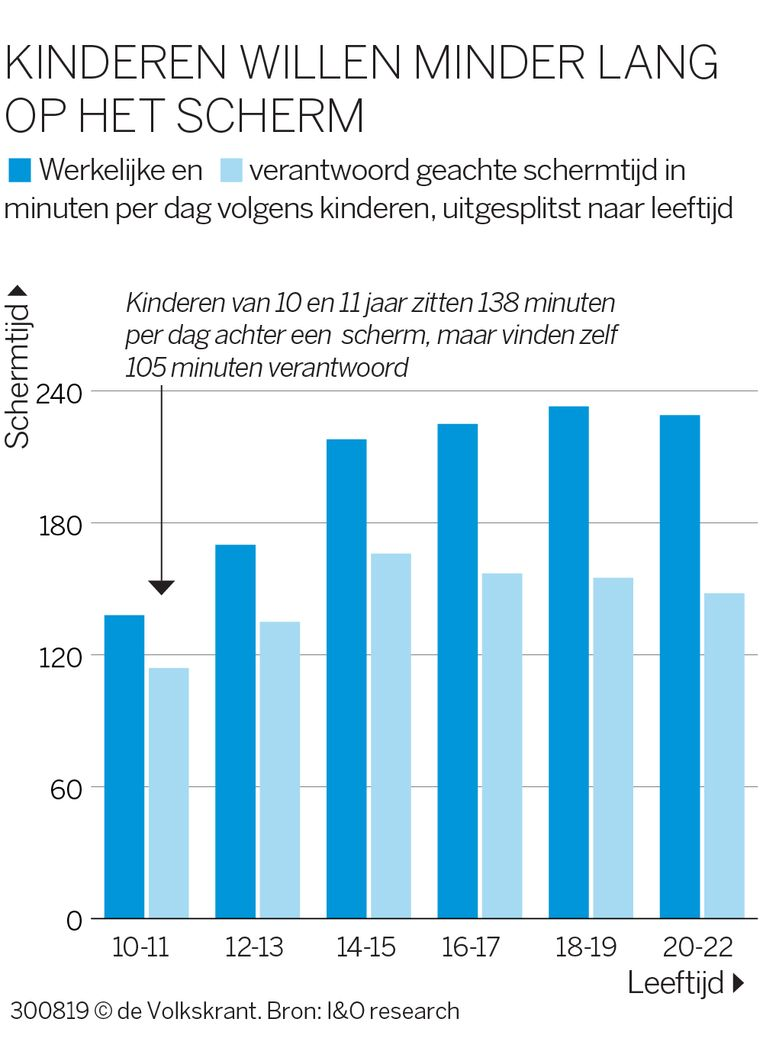 KINDEREN WILLEN MINDER LANG
OP HET SCHERM
Werkelijke en verantwoord geachte schermtijd in
minuten per dag volgens kinderen, uitgesplitst naar leeftijd
Schermtijd
Kinderen van 10 en 11 jaar zitten 138 minuten
per dag achter een scherm, maar vinden zelf
105 minuten verantwoord
240
180
120
60
0
10-11 12-13 14-15 16-17 18-19 20-22
Leeftijd
300819 © de Volkskrant. Bron: I&O research